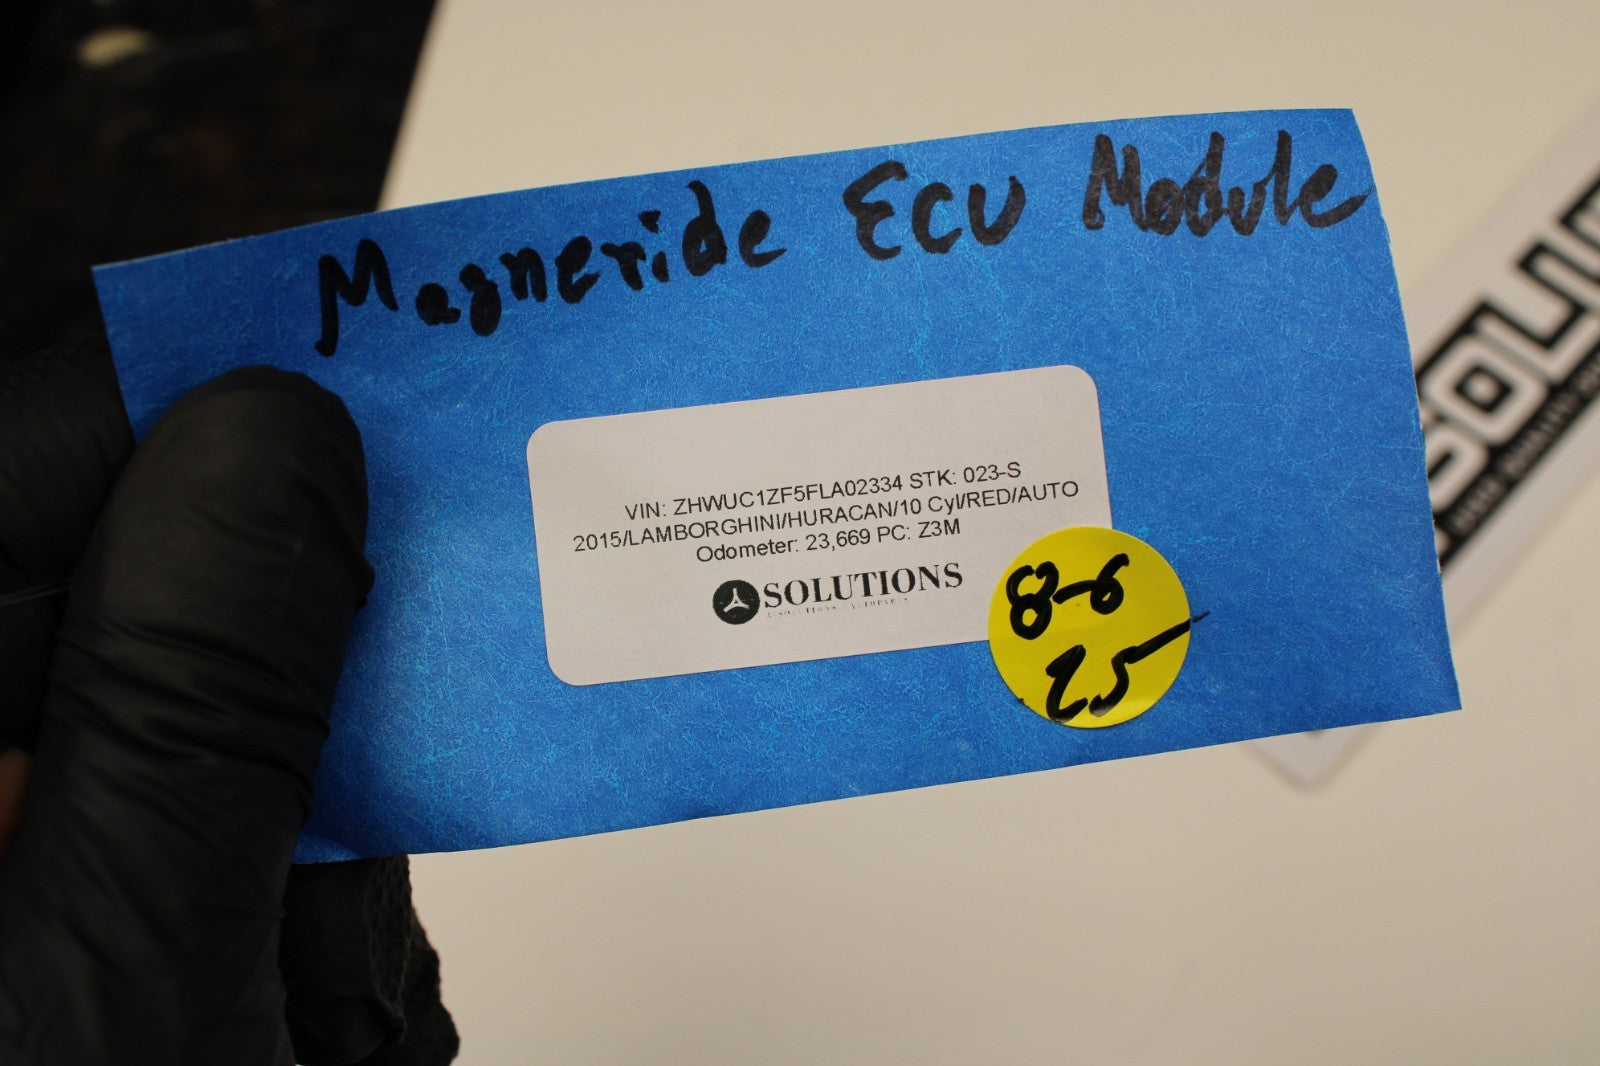 Magneride ECU Module
VIN: ZHWUC1ZF5FLA02334 STK: 023-S
2015/LAMBORGHINI/HURACAN/10 Cyl/RED/AUTO
Odometer: 23,669 PC: Z3M
SOLUTIONS
8-6
25
SOLU